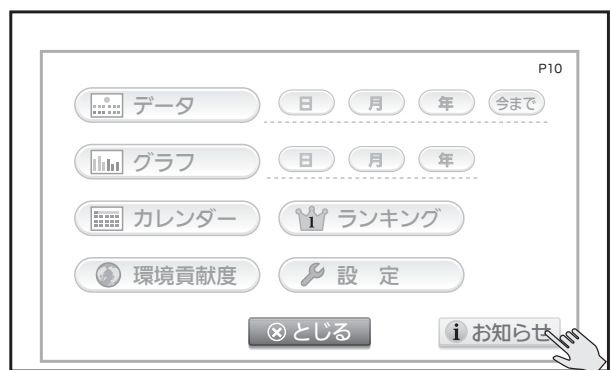 P10
データ 日 月 年 今まで
グラフ 日 月 年
カレンダー ランキング
環境貢献度 設 定
とじる お知らせ